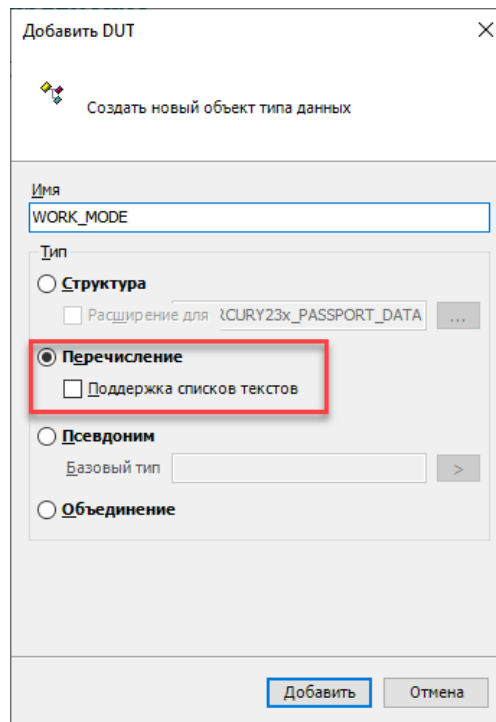 Добавить DUT
Создать новый объект типа данных
Имя
WORK_MODE
Тип
Структура
Расширение для RCURY23x_PASSPORT_DATA ...
Перечисление
Поддержка списков текстов
Псевдоним
Базовый тип >
Объединение
Добавить Отмена